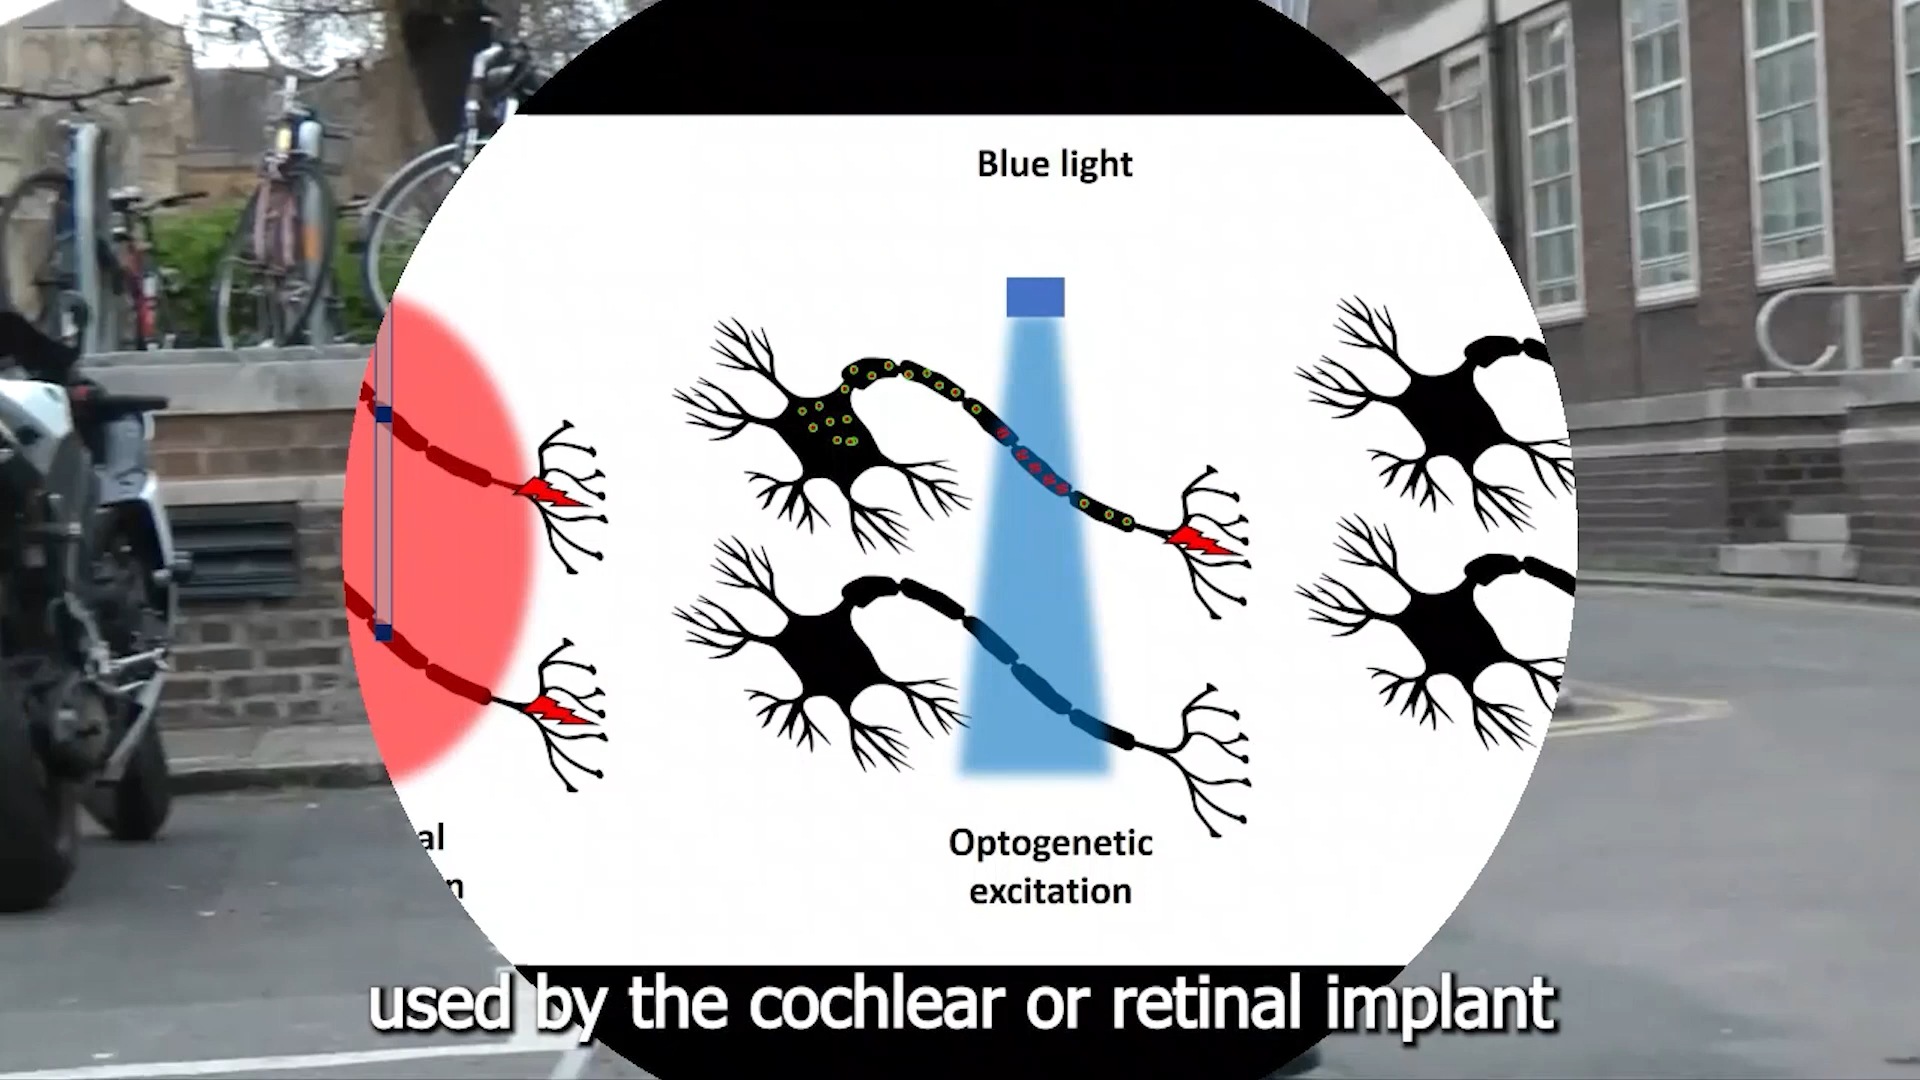 Blue light
al
n
Optogenetic
excitation
used by the cochlear or retinal implant